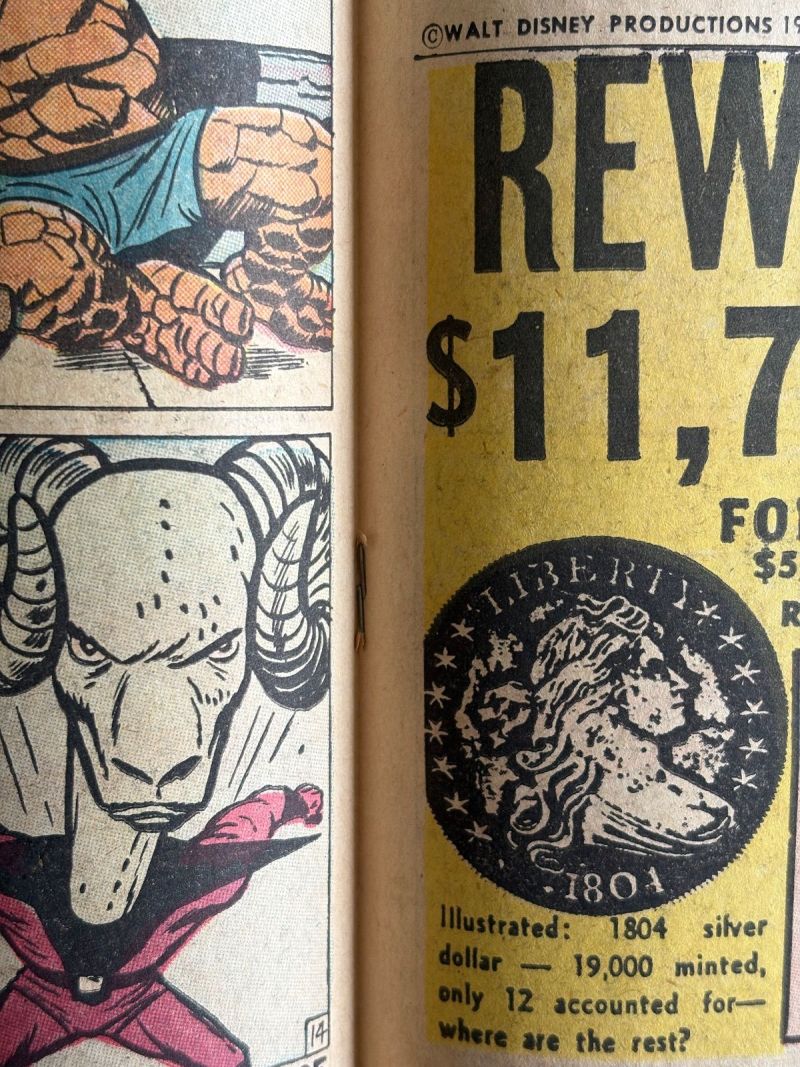 14
©WALT DISNEY PRODUCTIONS 19
REW
$11,7
FO
$5
R
LIBERTY
1804
Illustrated: 1804 silver
dollar — 19,000 minted,
only 12 accounted for—
where are the rest?